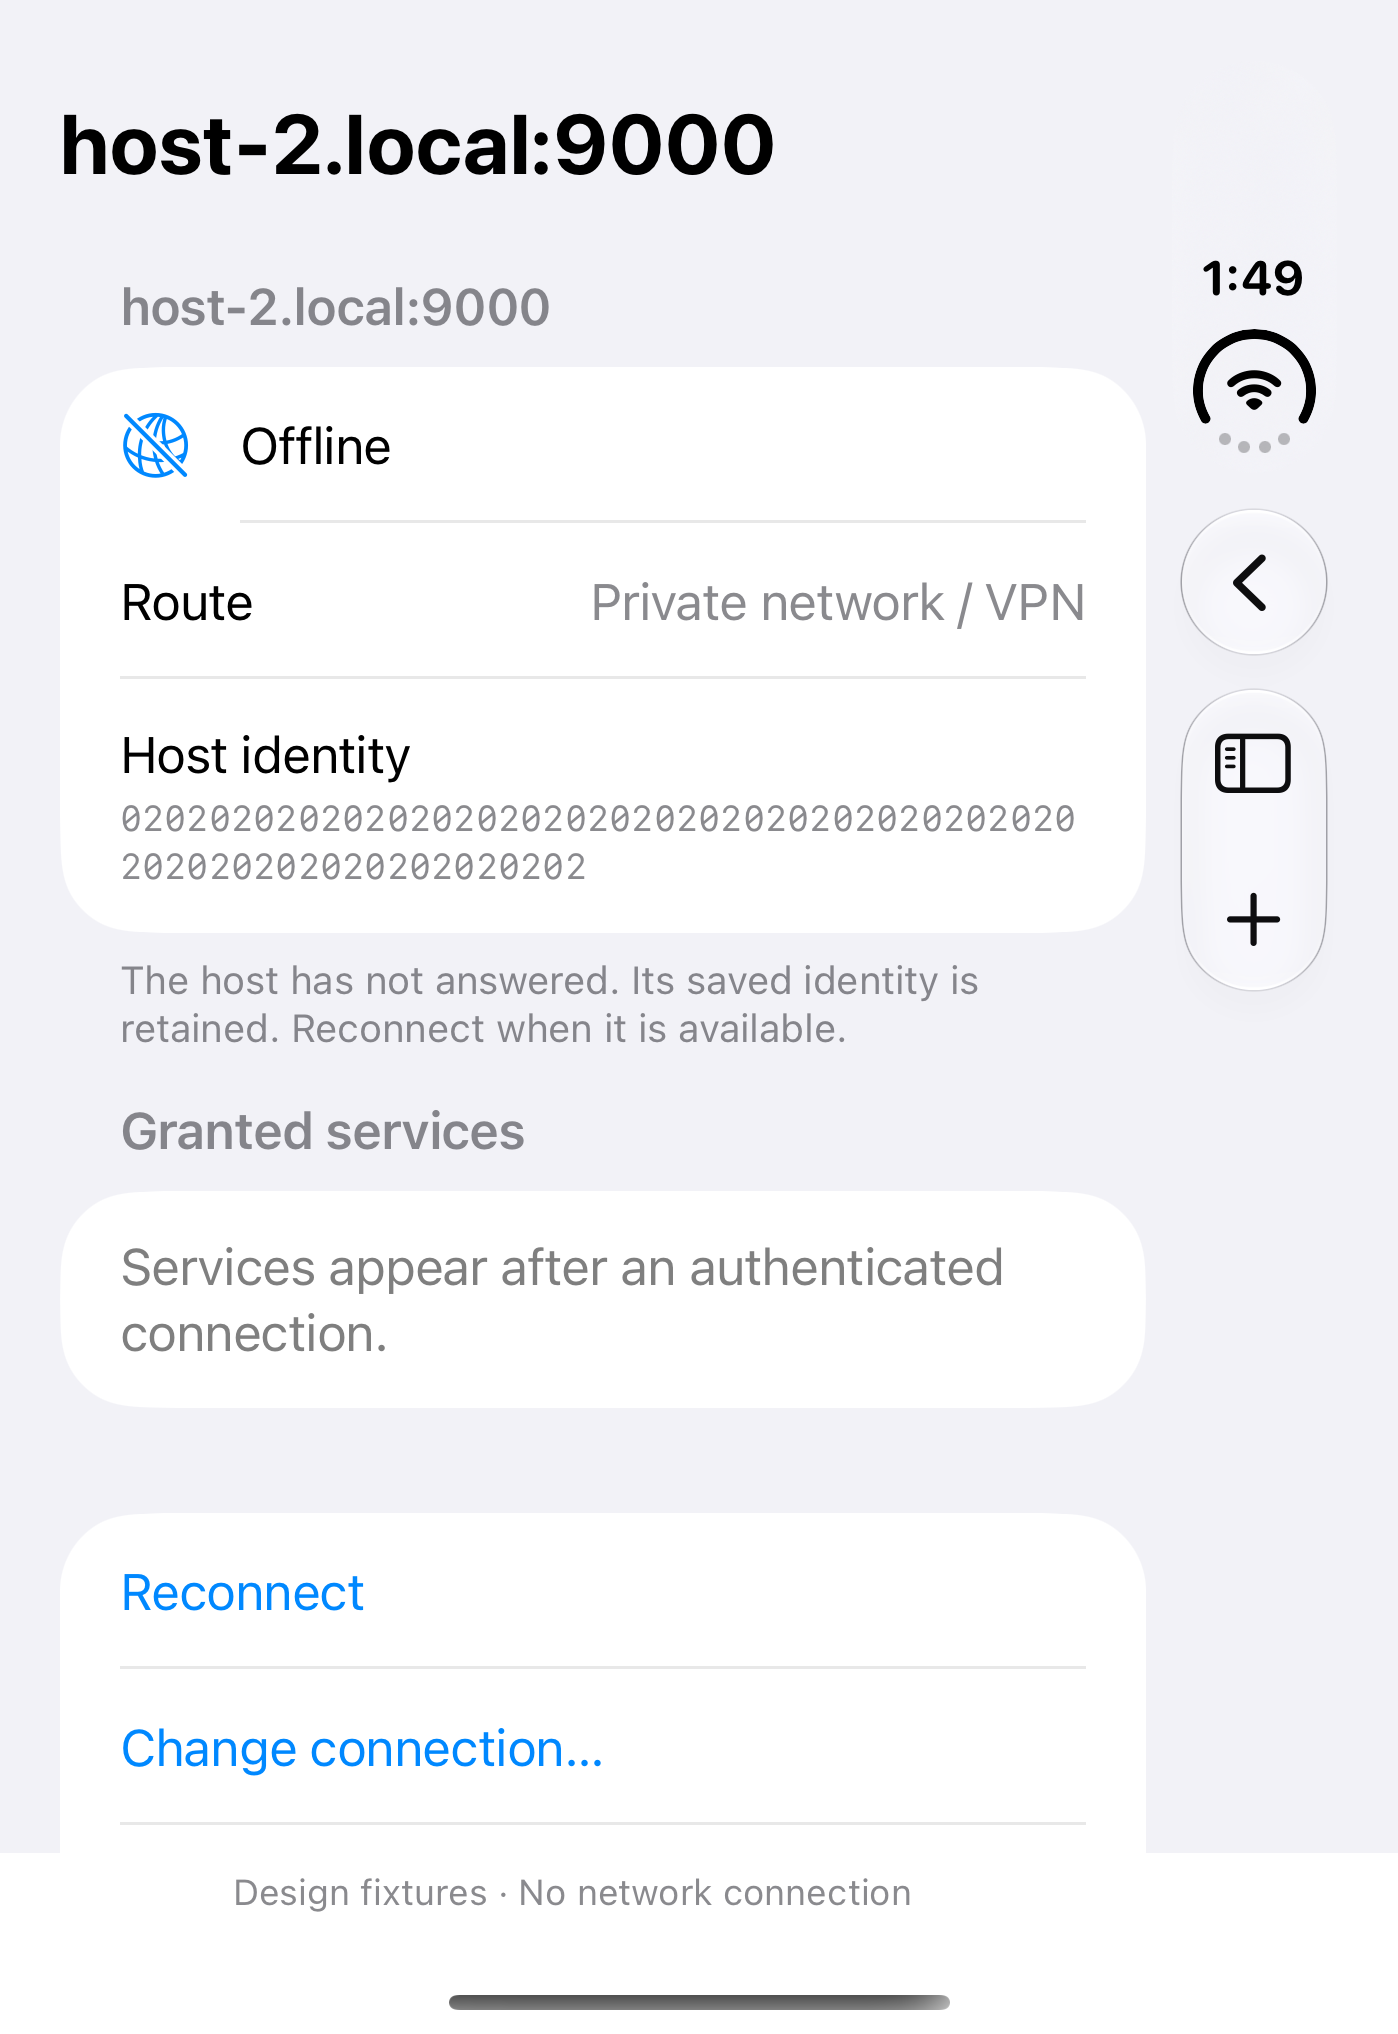 host-2.local:9000
host-2.local:9000
Offline
Route Private network / VPN
Host identity
0202020202020202020202020202020202020202020
202020202020202020202
The host has not answered. Its saved identity is
retained. Reconnect when it is available.
Granted services
Services appear after an authenticated
connection.
Reconnect
Change connection...
Design fixtures · No network connection
1:49